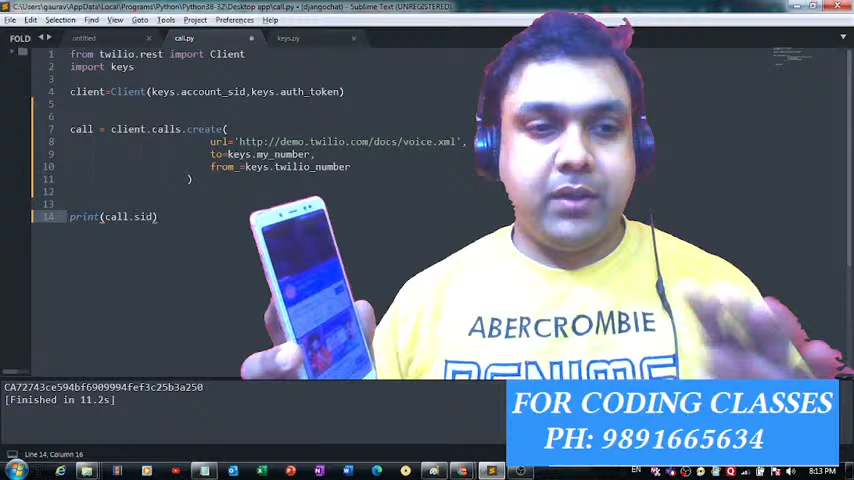 C:\Users\gaurav\AppData\Local\Programs\Python\Python38-32\Desktop app\call.py • (djangochat) - Sublime Text (UNREGISTERED)
File Edit Selection Find View Goto Tools Project Preferences Help
FOLD
untitled
call.py
keys.py
1 from twilio.rest import Client
2 import keys
3
4 client=Client(keys.account_sid,keys.auth_token)
5
6
7 call = client.calls.create(
8 url='http://demo.twilio.com/docs/voice.xml',
9 to=keys.my_number,
10 from_=keys.twilio_number
11 )
12
13
14 print(call.sid)
ABERCROMBIE
CA72743ce594bf6909994fef3c25b3a250
[Finished in 11.2s]
FOR CODING CLASSES
PH: 9891665634
Line 14, Column 16
EN
8:13 PM